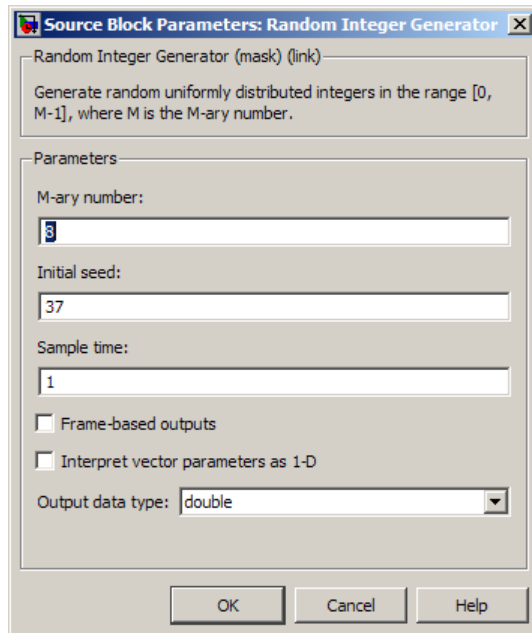 Source Block Parameters: Random Integer Generator
Random Integer Generator (mask) (link)
Generate random uniformly distributed integers in the range [0,
M-1], where M is the M-ary number.
Parameters
M-ary number:
8
Initial seed:
37
Sample time:
1
Frame-based outputs
Interpret vector parameters as 1-D
Output data type: double
OK Cancel Help